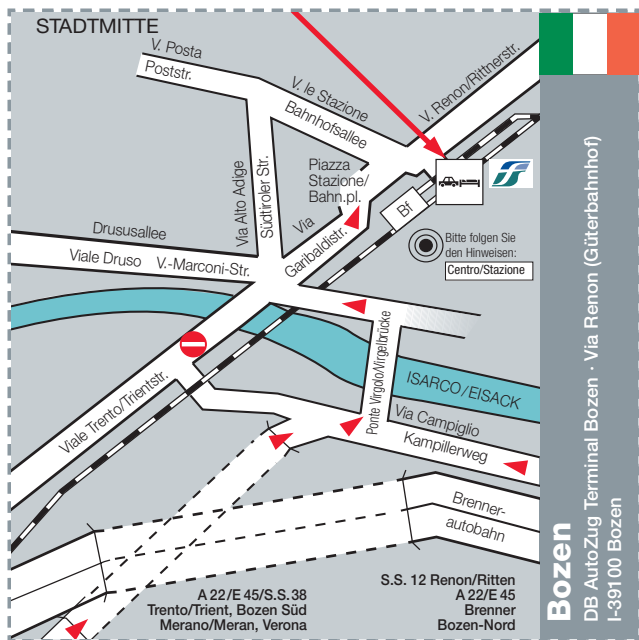 STADTMITTE
V. Posta
Poststr.
V. le Stazione
Bahnhofsallee
V. Renon/Rittnerstr.
Via Alto Adige
Südtiroler Str.
Piazza
Stazione/
Bahn.pl.
Bf
Via
Garibaldistr.
Drususallee
Viale Druso
V.-Marconi-Str.
Bitte folgen Sie
den Hinweisen:
Centro/Stazione
Viale Trento/Trientstr.
Ponte Virgolo/Virgelbrücke
ISARCO/EISACK
Via Campiglio
Kampillerweg
Brenner-
autobahn
A 22/E 45/S.S.38
Trento/Trient, Bozen Süd
Merano/Meran, Verona
S.S. 12 Renon/Ritten
A 22/E 45
Brenner
Bozen-Nord
Bozen
DB AutoZug Terminal Bozen · Via Renon (Güterbahnhof)
I-39100 Bozen